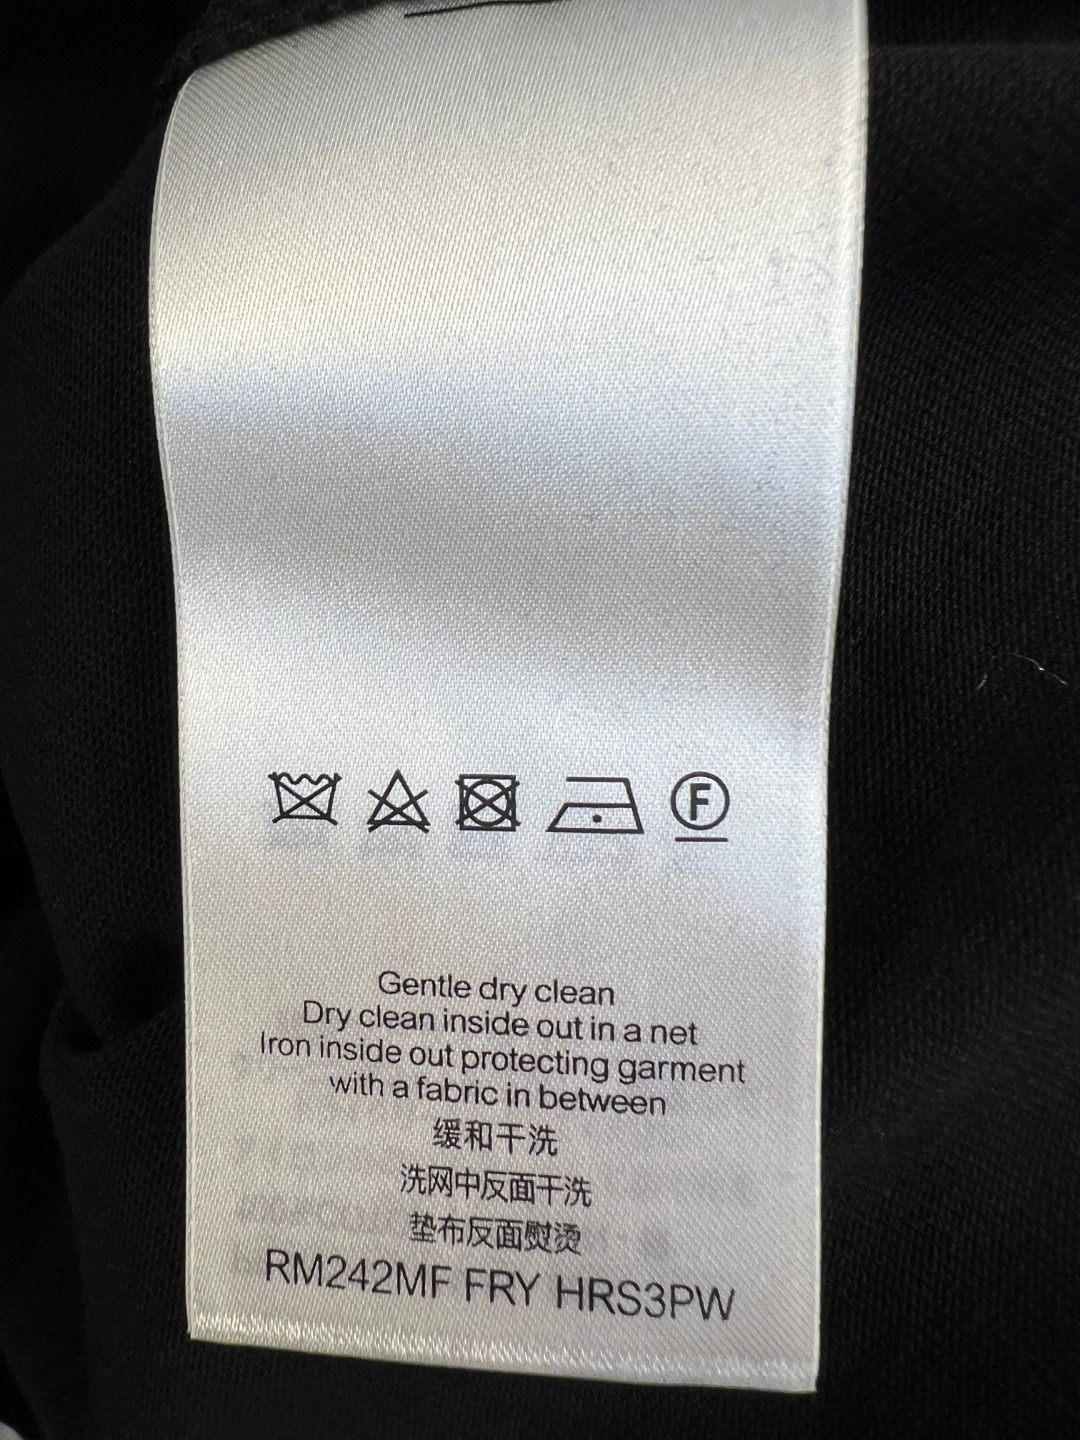 F
Gentle dry clean
Dry clean inside out in a net
Iron inside out protecting garment
with a fabric in between
缓和干洗
洗网中反面干洗
垫布反面熨烫
RM242MF FRY HRS3PW